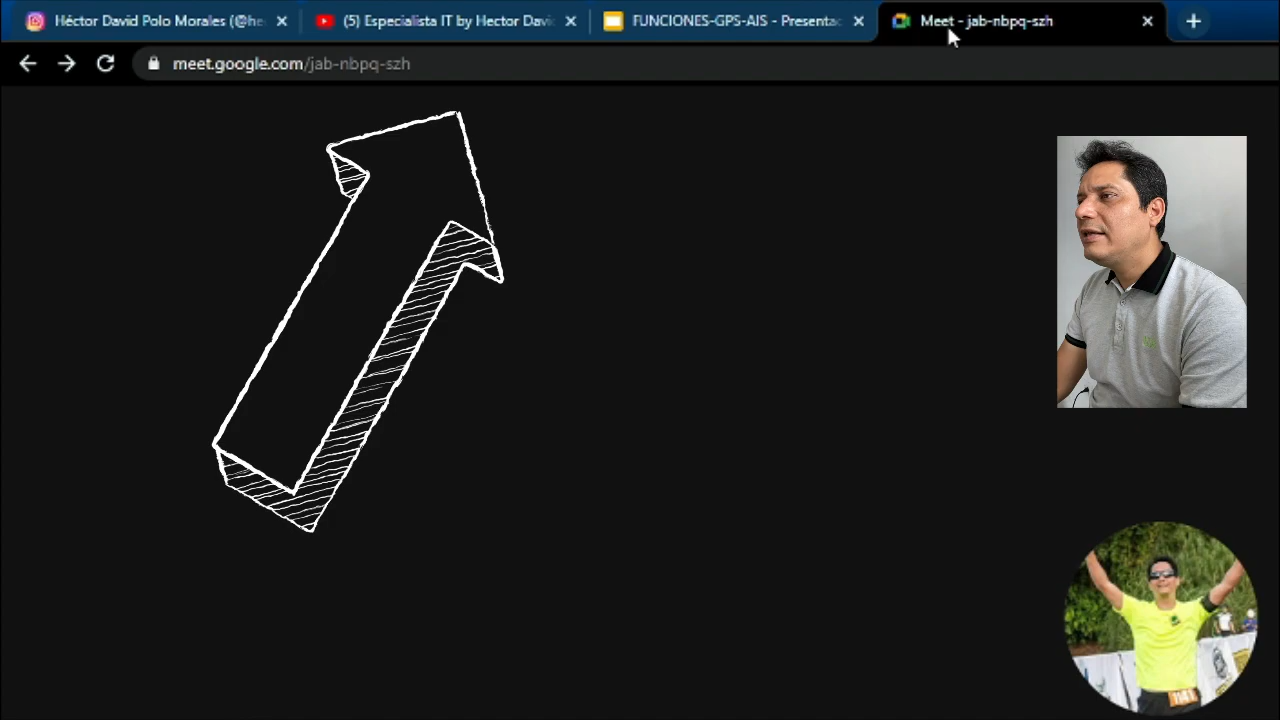 Héctor David Polo Morales (@he
(5) Especialista IT by Hector Davi
FUNCIONES-GPS-AIS - Presentac
Meet - jab-nbpq-szh
meet.google.com/jab-nbpq-szh